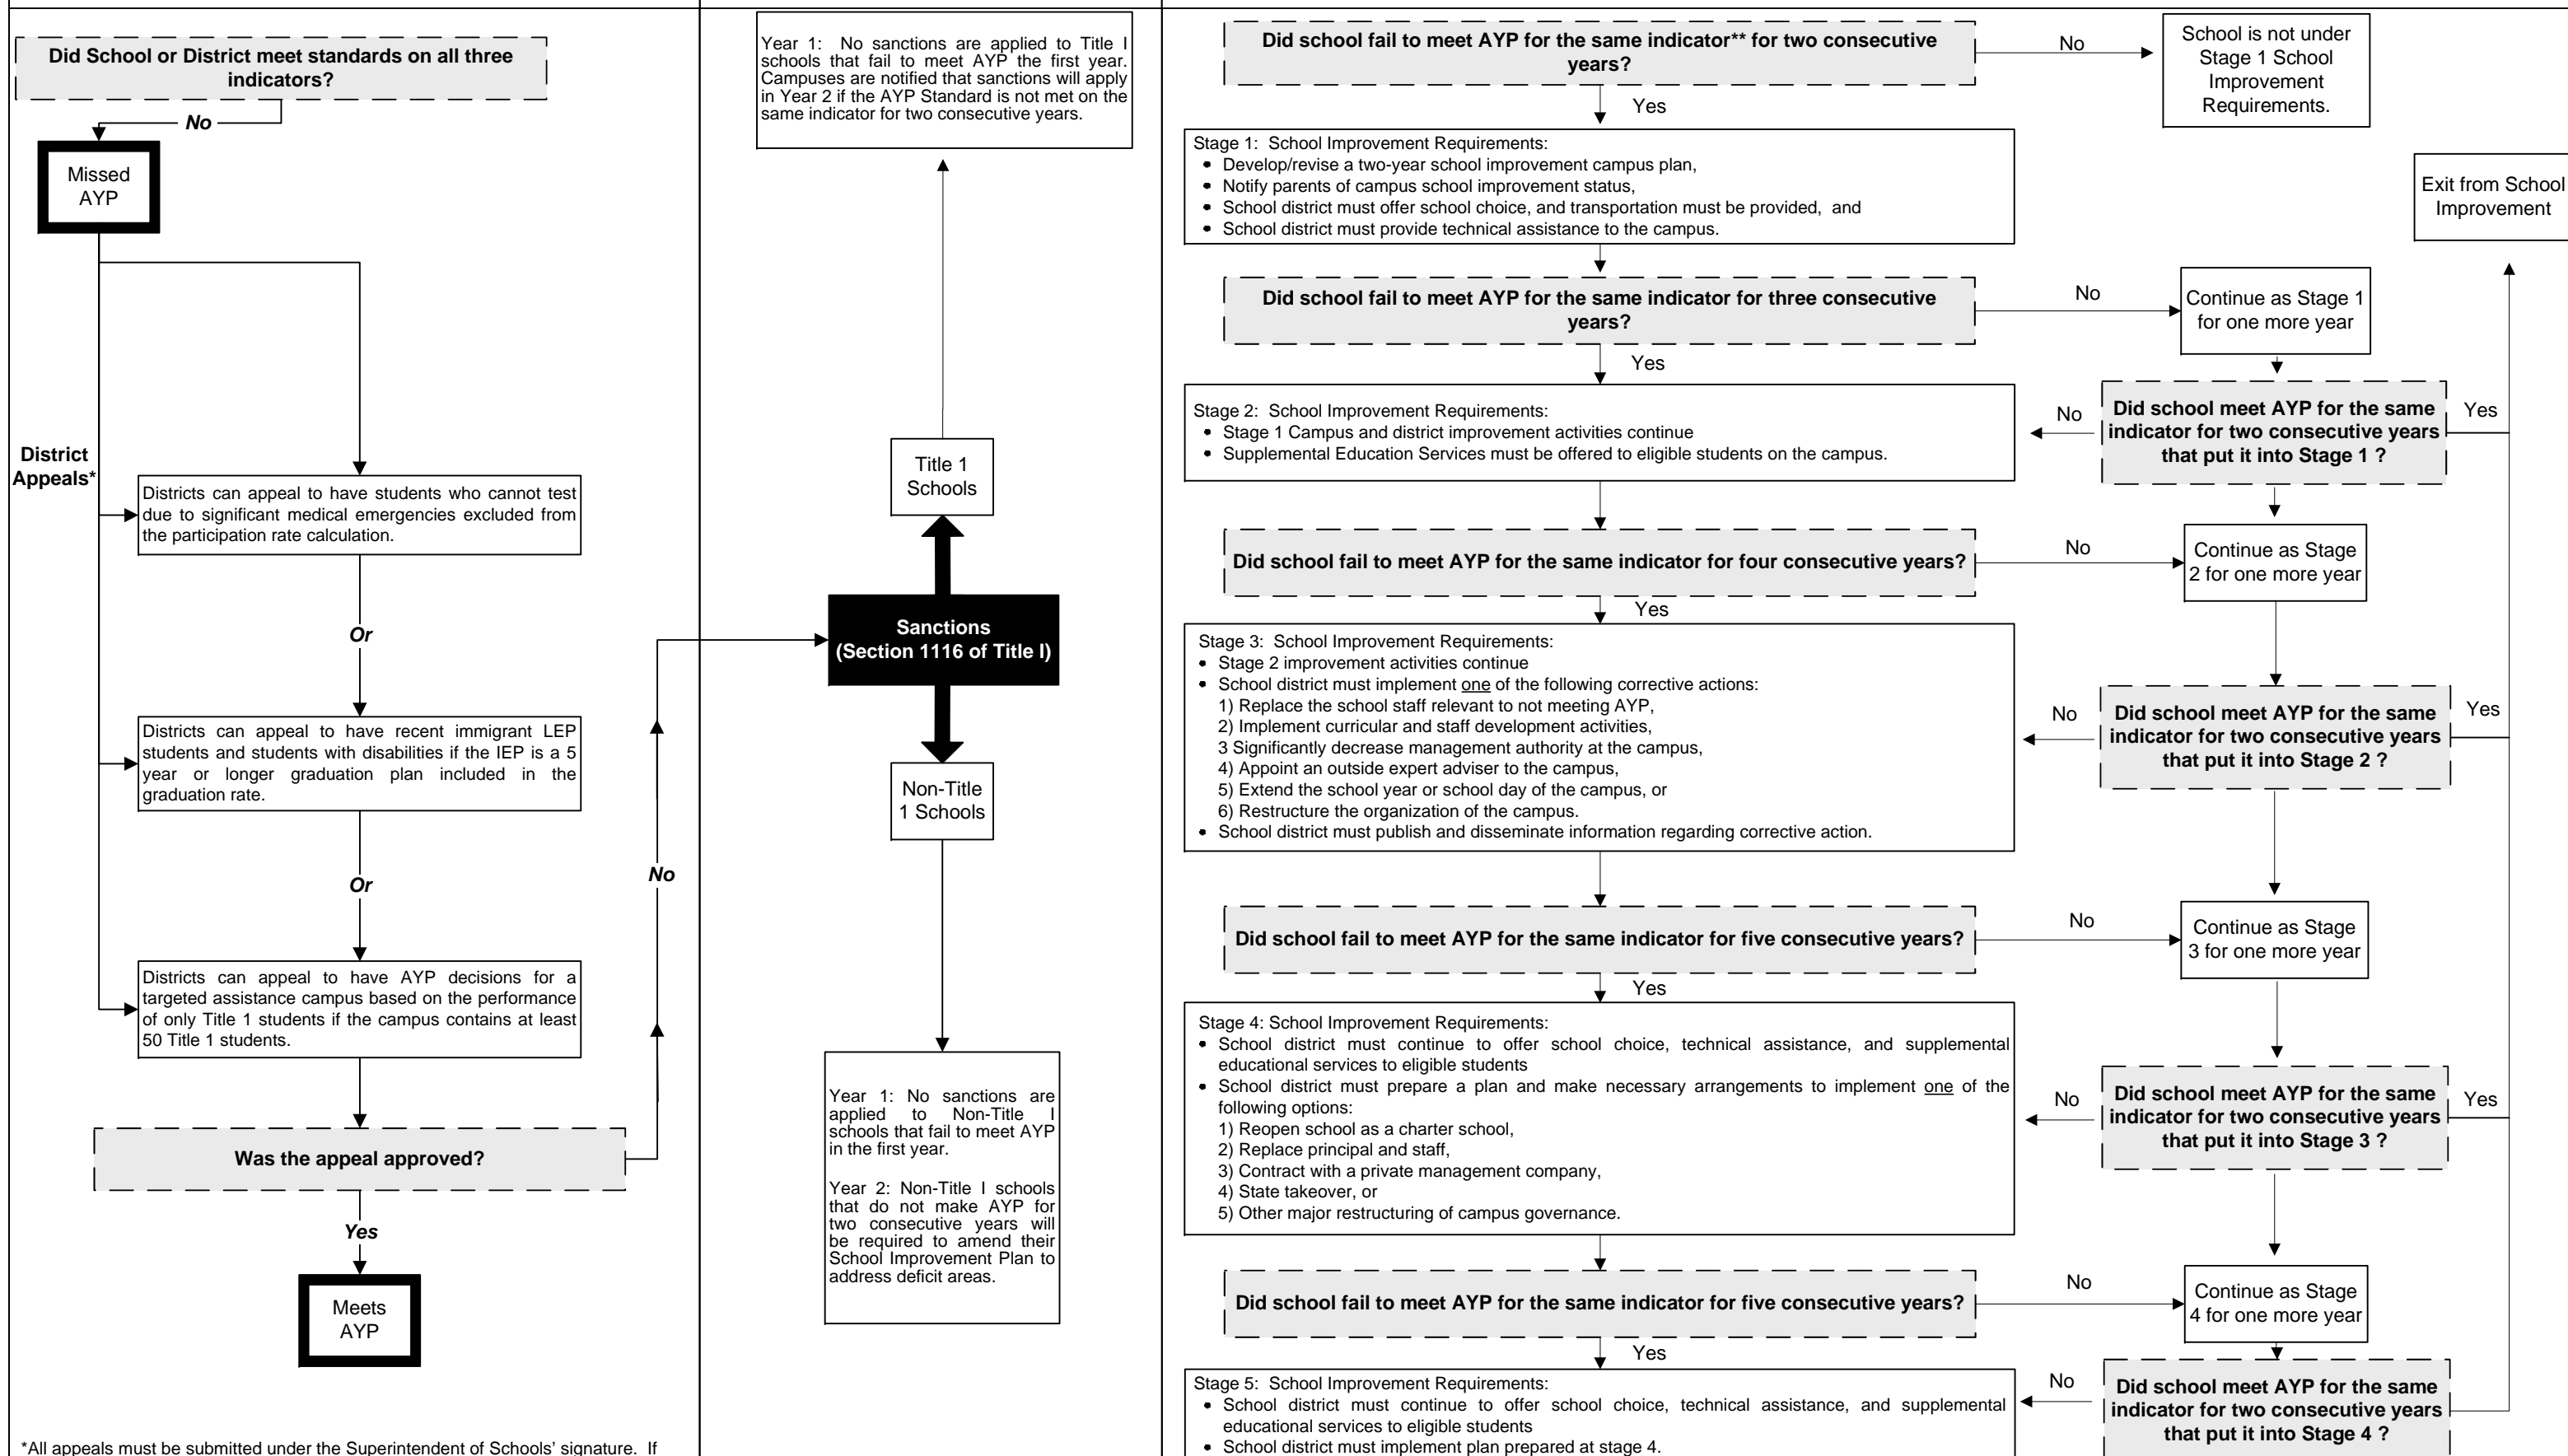 Did School or District meet standards on all three
indicators?
No
Missed
AYP
District
Appeals*
Districts can appeal to have students who cannot test
due to significant medical emergencies excluded from
the participation rate calculation.
Or
Districts can appeal to have recent immigrant LEP
students and students with disabilities if the IEP is a 5
year or longer graduation plan included in the
graduation rate.
Or
Districts can appeal to have AYP decisions for a
targeted assistance campus based on the performance
of only Title 1 students if the campus contains at least
50 Title 1 students.
Was the appeal approved?
No
Yes
Meets
AYP
*All appeals must be submitted under the Superintendent of Schools' signature. If
Year 1: No sanctions are applied to Title I
schools that fail to meet AYP the first year.
Campuses are notified that sanctions will apply
in Year 2 if the AYP Standard is not met on the
same indicator for two consecutive years.
Title 1
Schools
Sanctions
(Section 1116 of Title I)
Non-Title
1 Schools
Year 1: No sanctions are
applied to Non-Title I
schools that fail to meet AYP
in the first year.
Year 2: Non-Title I schools
that do not make AYP for
two consecutive years will
be required to amend their
School Improvement Plan to
address deficit areas.
Did school fail to meet AYP for the same indicator** for two consecutive
years?
No
School is not under
Stage 1 School
Improvement
Requirements.
Yes
Stage 1: School Improvement Requirements:
• Develop/revise a two-year school improvement campus plan,
• Notify parents of campus school improvement status,
• School district must offer school choice, and transportation must be provided, and
• School district must provide technical assistance to the campus.
Exit from School
Improvement
Did school fail to meet AYP for the same indicator for three consecutive
years?
No
Continue as Stage 1
for one more year
Yes
Stage 2: School Improvement Requirements:
• Stage 1 Campus and district improvement activities continue
• Supplemental Education Services must be offered to eligible students on the campus.
No
Did school meet AYP for the same
indicator for two consecutive years
that put it into Stage 1 ?
Yes
Did school fail to meet AYP for the same indicator for four consecutive years?
No
Continue as Stage
2 for one more year
Yes
Stage 3: School Improvement Requirements:
• Stage 2 improvement activities continue
• School district must implement one of the following corrective actions:
1) Replace the school staff relevant to not meeting AYP,
2) Implement curricular and staff development activities,
3 Significantly decrease management authority at the campus,
4) Appoint an outside expert adviser to the campus,
5) Extend the school year or school day of the campus, or
6) Restructure the organization of the campus.
• School district must publish and disseminate information regarding corrective action.
No
Did school meet AYP for the same
indicator for two consecutive years
that put it into Stage 2 ?
Yes
Did school fail to meet AYP for the same indicator for five consecutive years?
No
Continue as Stage
3 for one more year
Yes
Stage 4: School Improvement Requirements:
• School district must continue to offer school choice, technical assistance, and supplemental
educational services to eligible students
• School district must prepare a plan and make necessary arrangements to implement one of the
following options:
1) Reopen school as a charter school,
2) Replace principal and staff,
3) Contract with a private management company,
4) State takeover, or
5) Other major restructuring of campus governance.
No
Did school meet AYP for the same
indicator for two consecutive years
that put it into Stage 3 ?
Yes
Did school fail to meet AYP for the same indicator for five consecutive years?
No
Continue as Stage
4 for one more year
Yes
Stage 5: School Improvement Requirements:
• School district must continue to offer school choice, technical assistance, and supplemental
educational services to eligible students
• School district must implement plan prepared at stage 4.
No
Did school meet AYP for the same
indicator for two consecutive years
that put it into Stage 4 ?